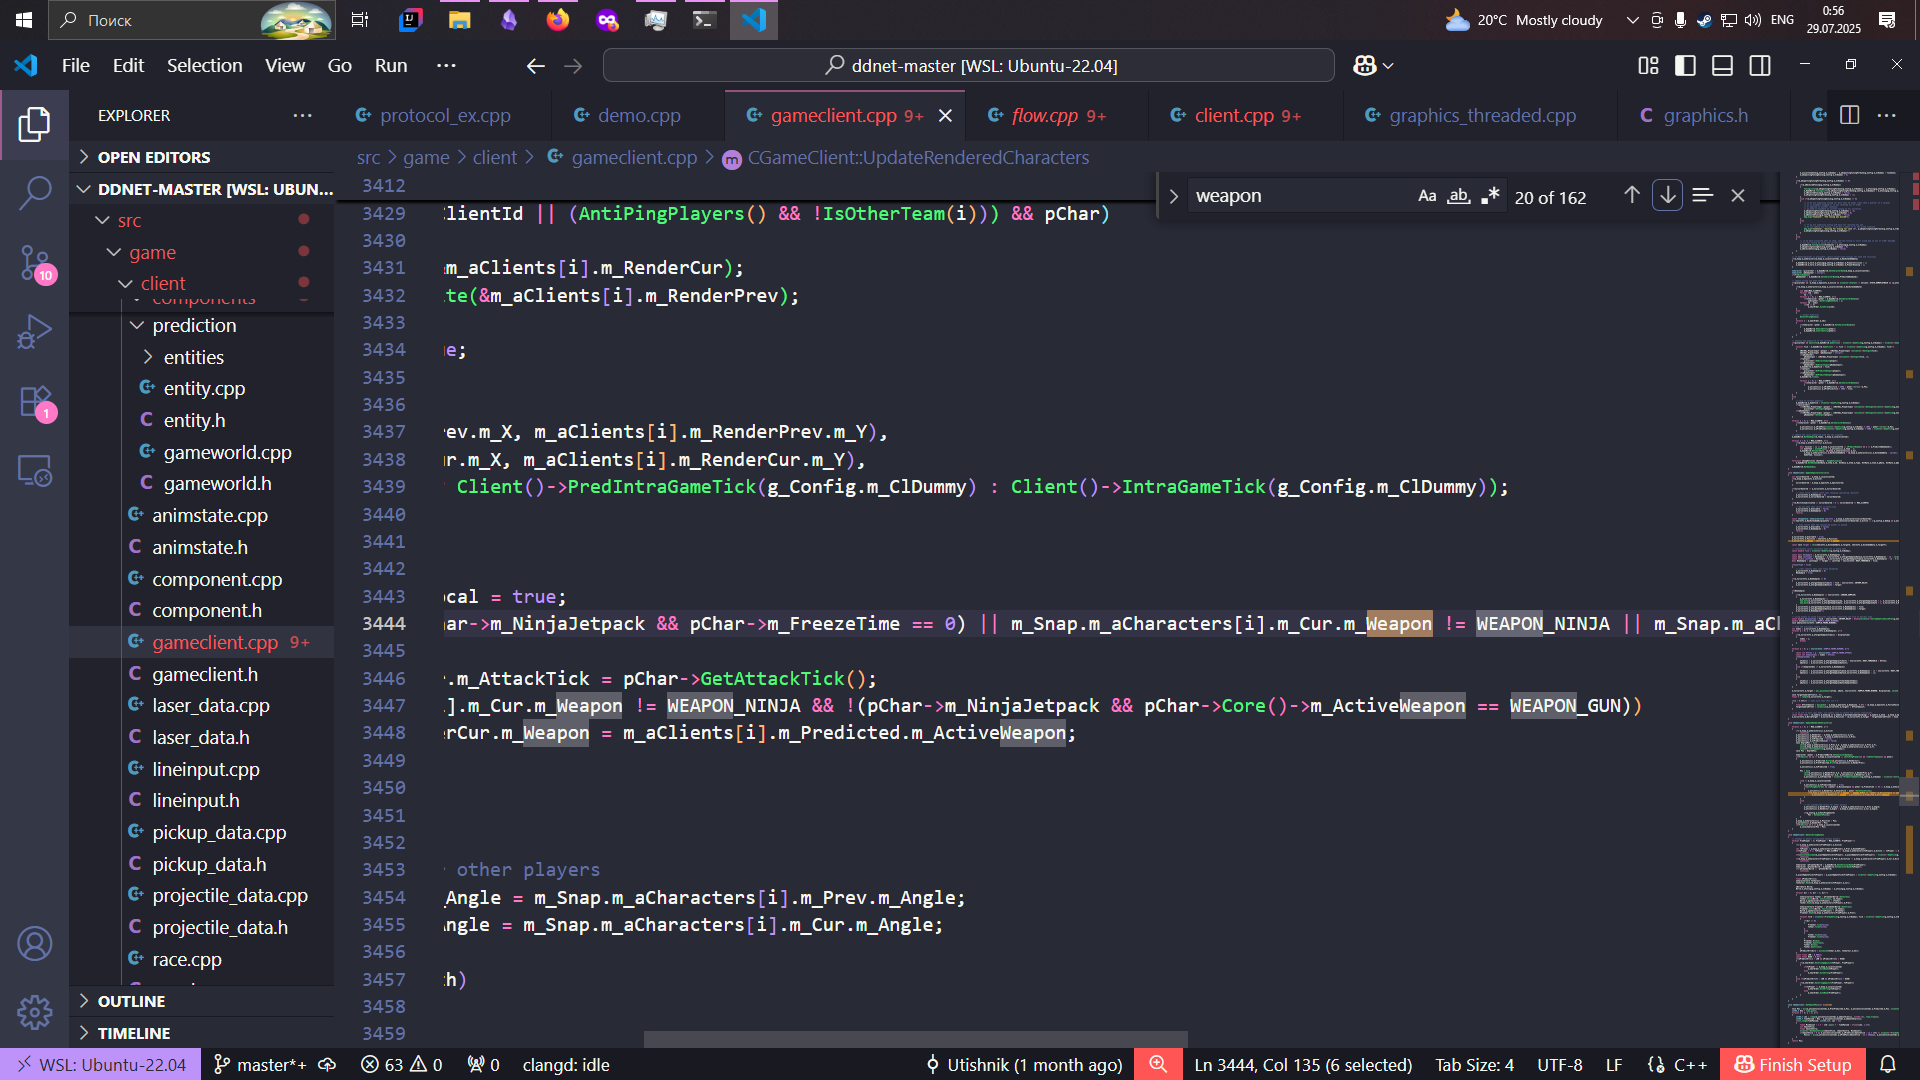 Поиск
20°C Mostly cloudy
ENG
0:56
29.07.2025
File Edit Selection View Go Run ···
ddnet-master [WSL: Ubuntu-22.04]
EXPLORER
protocol_ex.cpp
demo.cpp
gameclient.cpp 9+
flow.cpp 9+
client.cpp 9+
graphics_threaded.cpp
graphics.h
src > game > client > gameclient.cpp > CGameClient::UpdateRenderedCharacters
weapon
Aa ab .*
20 of 162
OPEN EDITORS
DDNET-MASTER [WSL: UBUN...
src
game
client
components
prediction
entities
entity.cpp
entity.h
gameworld.cpp
gameworld.h
animstate.cpp
animstate.h
component.cpp
component.h
gameclient.cpp 9+
gameclient.h
laser_data.cpp
laser_data.h
lineinput.cpp
lineinput.h
pickup_data.cpp
pickup_data.h
projectile_data.cpp
projectile_data.h
race.cpp
OUTLINE
TIMELINE
10
1
3412
3429 ClientId || (AntiPingPlayers() && !IsOtherTeam(i))) && pChar)
3430
3431 m_aClients[i].m_RenderCur);
3432 te(&m_aClients[i].m_RenderPrev);
3433
3434 e;
3435
3436
3437 rev.m_X, m_aClients[i].m_RenderPrev.m_Y),
3438 ur.m_X, m_aClients[i].m_RenderCur.m_Y),
3439 Client()->PredIntraGameTick(g_Config.m_ClDummy) : Client()->IntraGameTick(g_Config.m_ClDummy));
3440
3441
3442
3443 ocal = true;
3444 har->m_NinjaJetpack && pChar->m_FreezeTime == 0) || m_Snap.m_aCharacters[i].m_Cur.m_Weapon != WEAPON_NINJA || m_Snap.m_aCl
3445
3446 r.m_AttackTick = pChar->GetAttackTick();
3447 i].m_Cur.m_Weapon != WEAPON_NINJA && !(pChar->m_NinjaJetpack && pChar->Core()->m_ActiveWeapon == WEAPON_GUN))
3448 erCur.m_Weapon = m_aClients[i].m_Predicted.m_ActiveWeapon;
3449
3450
3451
3452
3453 other players
3454 _Angle = m_Snap.m_aCharacters[i].m_Prev.m_Angle;
3455 Angle = m_Snap.m_aCharacters[i].m_Cur.m_Angle;
3456
3457 h)
3458
3459
WSL: Ubuntu-22.04
master*+
63 0
0
clangd: idle
Utishnik (1 month ago)
Ln 3444, Col 135 (6 selected)
Tab Size: 4
UTF-8
LF
C++
Finish Setup